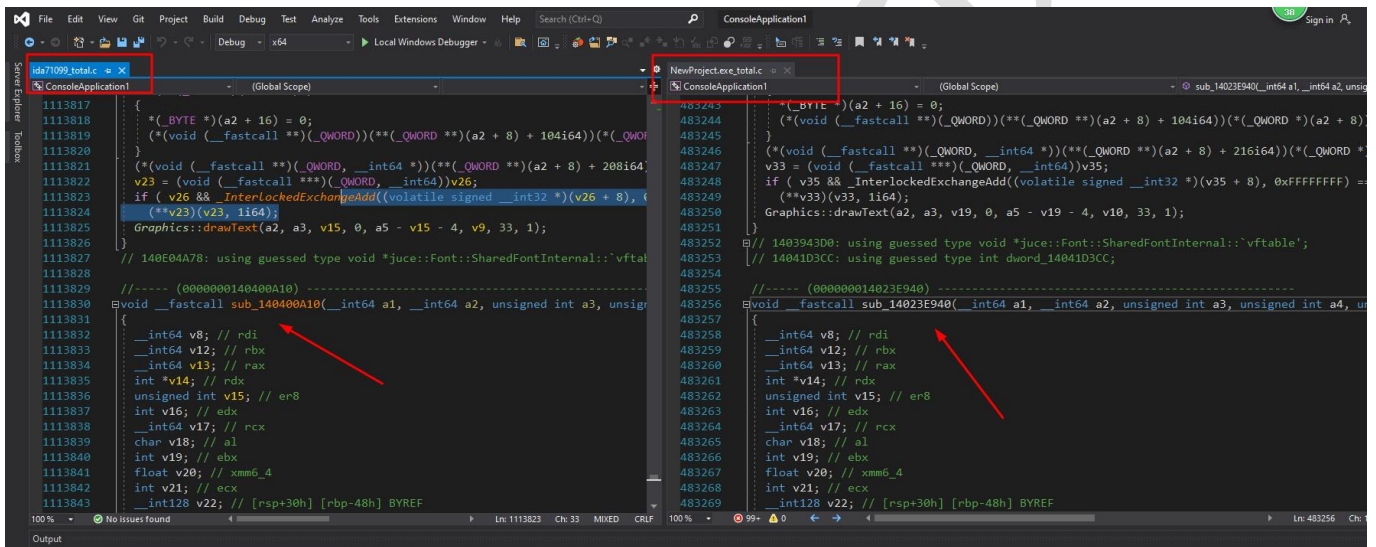 File Edit View Git Project Build Debug Test Analyze Tools Extensions Window Help Search (Ctrl+Q) ConsoleApplication1 38 Sign in
Debug x64 Local Windows Debugger
Server Explorer
Toolbox
ida71099_total.c
ConsoleApplication1 (Global Scope)
1113817 {
1113818 *(_BYTE *)(a2 + 16) = 0;
1113819 (*(void (__fastcall **)(_QWORD))(**(_QWORD **)(a2 + 8) + 104i64))(*(_QWO
1113820 }
1113821 (*(void (__fastcall **)(_QWORD, __int64 *))(**(_QWORD **)(a2 + 8) + 208i64
1113822 v23 = (void (__fastcall ***)(_QWORD, __int64))v26;
1113823 if ( v26 && _InterlockedExchangeAdd((volatile signed __int32 *)(v26 + 8), 
1113824 (**v23)(v23, 1i64);
1113825 Graphics::drawText(a2, a3, v15, 0, a5 - v15 - 4, v9, 33, 1);
1113826 }
1113827 // 140E04A78: using guessed type void *juce::Font::SharedFontInternal::`vftab
1113828
1113829 //----- (0000000140400A10) --------------------------------------------------------
1113830 void __fastcall sub_140400A10(__int64 a1, __int64 a2, unsigned int a3, unsign
1113831 {
1113832 __int64 v8; // rdi
1113833 __int64 v12; // rbx
1113834 __int64 v13; // rax
1113835 int *v14; // rdx
1113836 unsigned int v15; // er8
1113837 int v16; // edx
1113838 __int64 v17; // rcx
1113839 char v18; // al
1113840 int v19; // ebx
1113841 float v20; // xmm6_4
1113842 int v21; // ecx
1113843 __int128 v22; // [rsp+30h] [rbp-48h] BYREF
100% No issues found Ln: 1113823 Ch: 33 MIXED CRLF
NewProject.exe_total.c
ConsoleApplication1 (Global Scope) sub_14023E940(__int64 a1, __int64 a2, unsig
483243 *(_BYTE *)(a2 + 16) = 0;
483244 (*(void (__fastcall **)(_QWORD))(**(_QWORD **)(a2 + 8) + 104i64))(*(_QWORD *)(a2 + 8)
483245 }
483246 (*(void (__fastcall **)(_QWORD, __int64 *))(**(_QWORD **)(a2 + 8) + 216i64))(*(_QWORD *
483247 v33 = (void (__fastcall ***)(_QWORD, __int64))v35;
483248 if ( v35 && _InterlockedExchangeAdd((volatile signed __int32 *)(v35 + 8), 0xFFFFFFFF) ==
483249 (**v33)(v33, 1i64);
483250 Graphics::drawText(a2, a3, v19, 0, a5 - v19 - 4, v10, 33, 1);
483251 }
483252 // 1403943D0: using guessed type void *juce::Font::SharedFontInternal::`vftable';
483253 // 14041D3CC: using guessed type int dword_14041D3CC;
483254
483255 //----- (000000014023E940) --------------------------------------------------------
483256 void __fastcall sub_14023E940(__int64 a1, __int64 a2, unsigned int a3, unsigned int a4, un
483257 {
483258 __int64 v8; // rdi
483259 __int64 v12; // rbx
483260 __int64 v13; // rax
483261 int *v14; // rdx
483262 unsigned int v15; // er8
483263 int v16; // edx
483264 __int64 v17; // rcx
483265 char v18; // al
483266 int v19; // ebx
483267 float v20; // xmm6_4
483268 int v21; // ecx
483269 __int128 v22; // [rsp+30h] [rbp-48h] BYREF
100% 99+ 0 Ln: 483256 Ch: 1
Output